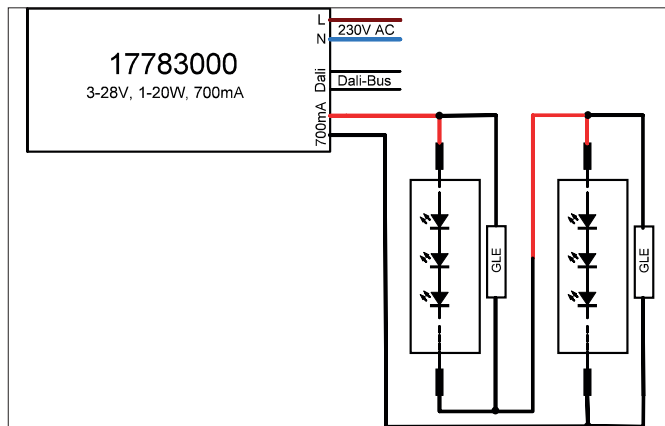 17783000
3-28V, 1-20W, 700mA
L
N
230V AC
Dali
Dali-Bus
700mA
GLE
GLE